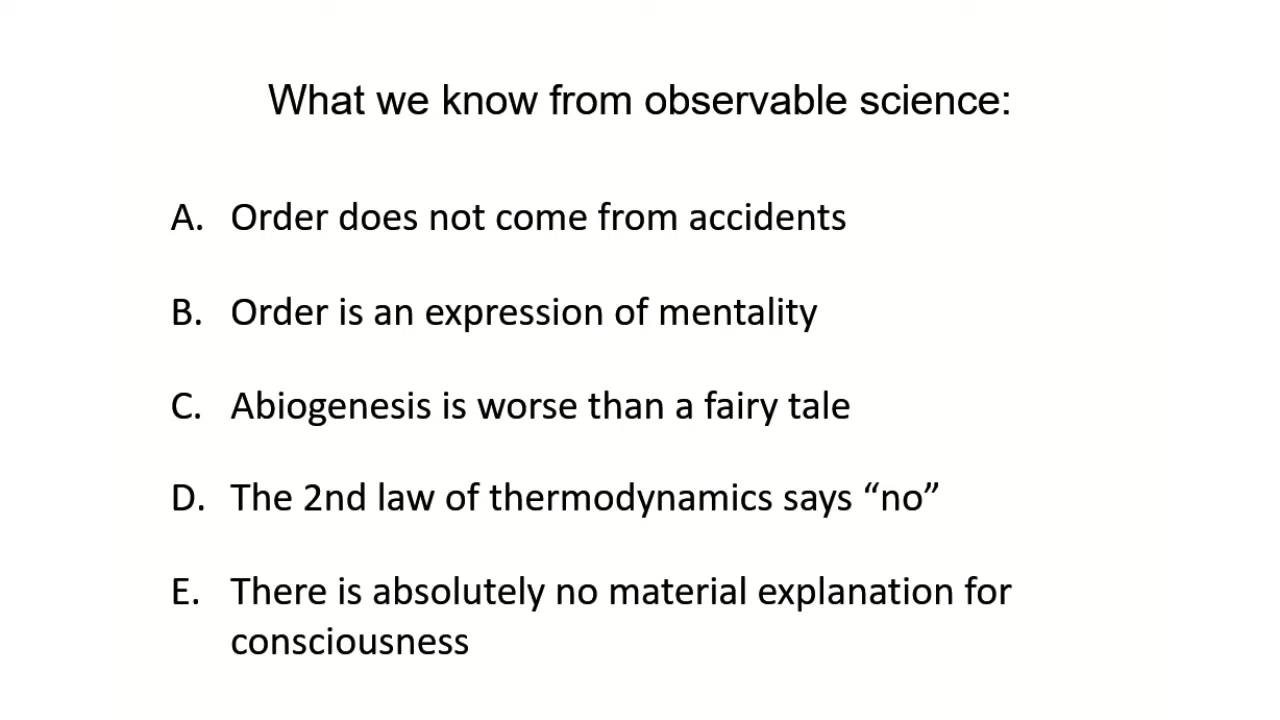 What we know from observable science:
A. Order does not come from accidents
B. Order is an expression of mentality
C. Abiogenesis is worse than a fairy tale
D. The 2nd law of thermodynamics says “no”
E. There is absolutely no material explanation for
consciousness